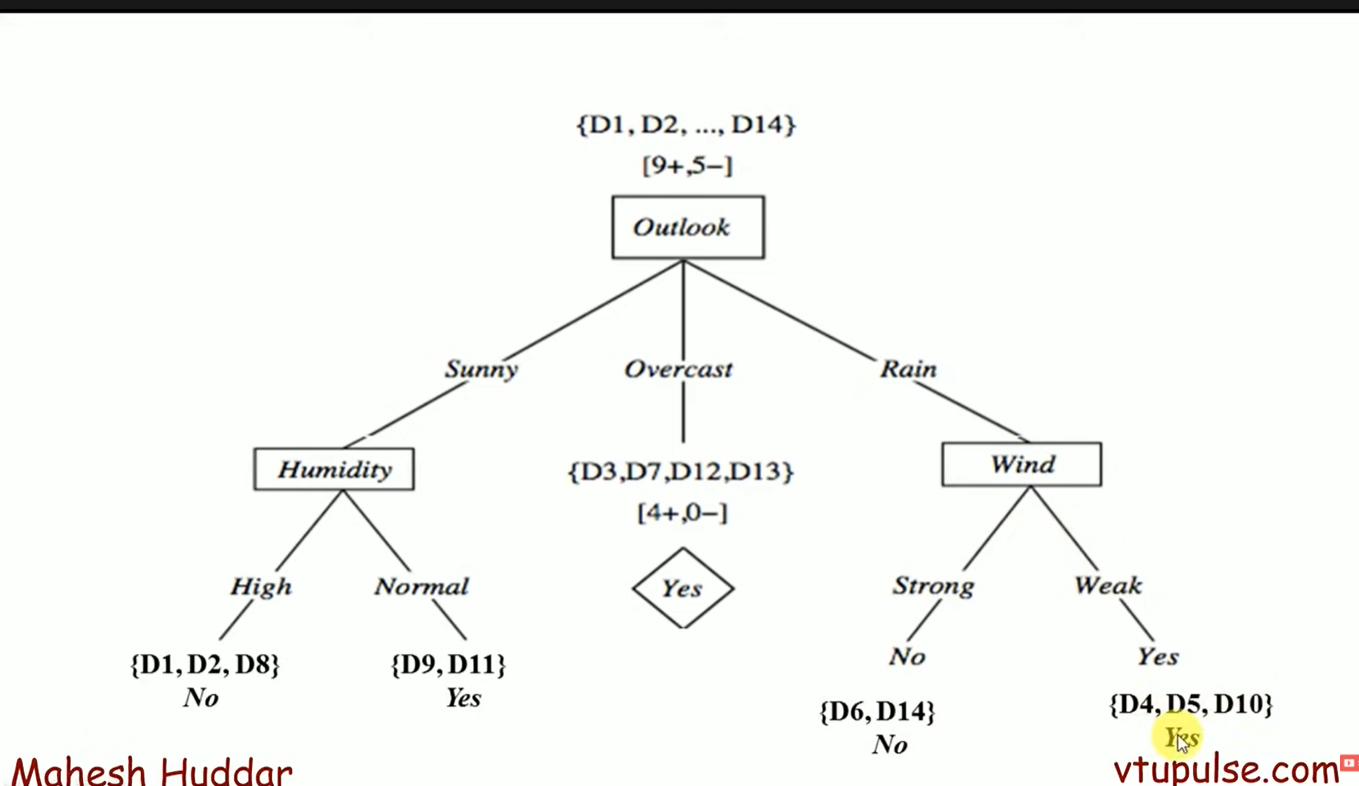 {D1, D2, ..., D14}
[9+,5−]
Outlook
Sunny Overcast Rain
Humidity
{D3,D7,D12,D13}
[4+,0−]
Yes
Wind
High Normal
Strong Weak
{D1, D2, D8}
No
{D9, D11}
Yes
No
{D6, D14}
No
Yes
{D4, D5, D10}
Yes
Mahesh Huddar
vtupulse.com